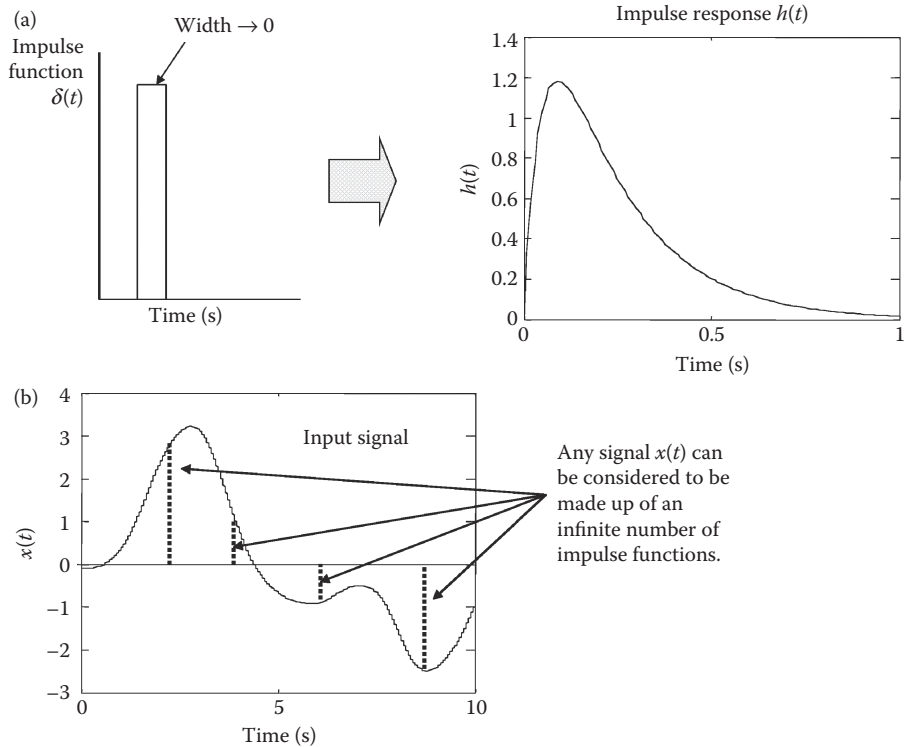 (a)
Width → 0
Impulse
function
δ(t)
Time (s)
Impulse response h(t)
1.4
1.2
1
0.8
0.6
0.4
0.2
0
h(t)
0
0.5
1
Time (s)
(b)
4
3
2
1
0
−1
−2
−3
x(t)
Input signal
0
5
10
Time (s)
Any signal x(t) can
be considered to be
made up of an
infinite number of
impulse functions.